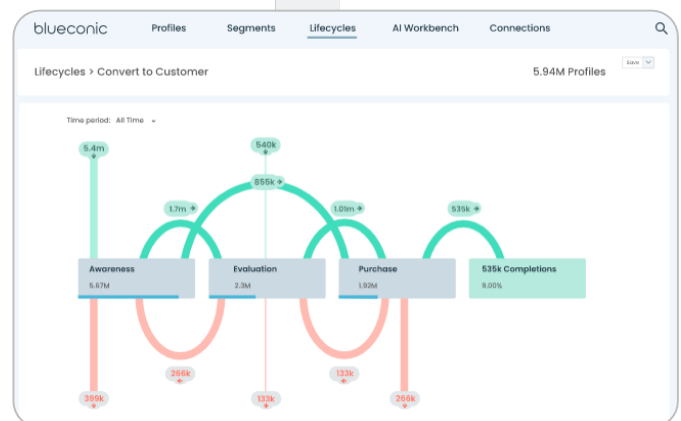 blueconic Profiles Segments Lifecycles AI Workbench Connections
Lifecycles > Convert to Customer 5.94M Profiles Save
Time period: All Time
5.4m 540k
855k
1.7m 1.01m 535k
Awareness Evaluation Purchase 535k Completions
5.67M 2.3M 1.92M 9.00%
266k 133k
399k 133k 266k